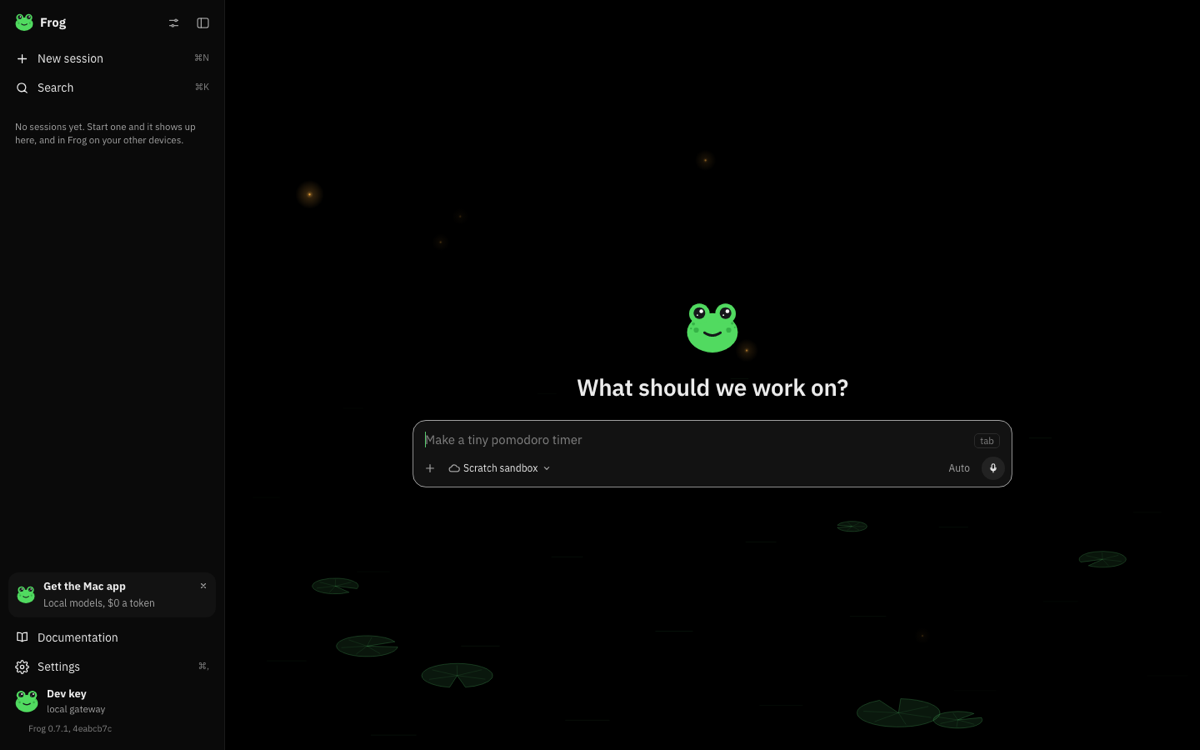 Frog
New session ⌘N
Search ⌘K
No sessions yet. Start one and it shows up
here, and in Frog on your other devices.
What should we work on?
Make a tiny pomodoro timer tab
Scratch sandbox Auto
Get the Mac app
Local models, $0 a token
Documentation
Settings ⌘,
Dev key
local gateway
Frog 0.7.1, 4eabcb7c